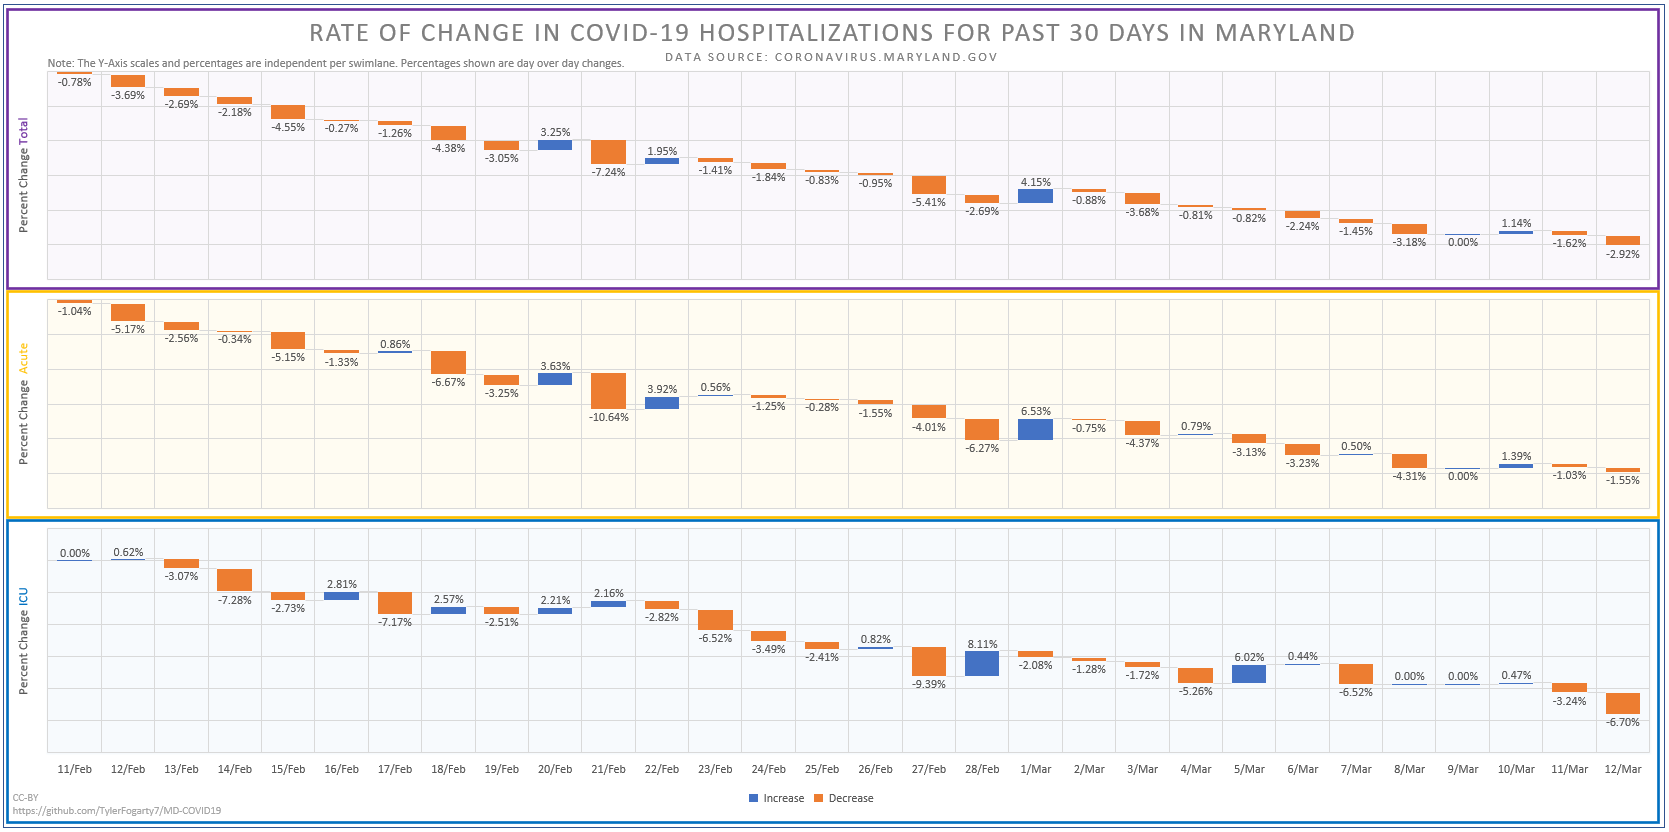 RATE OF CHANGE IN COVID-19 HOSPITALIZATIONS FOR PAST 30 DAYS IN MARYLAND
DATA SOURCE: CORONAVIRUS.MARYLAND.GOV
Note: The Y-Axis scales and percentages are independent per swimlane. Percentages shown are day over day changes.
Percent Change Total
-0.78% -3.69% -2.69% -2.18% -4.55% -0.27% -1.26% -4.38% -3.05% 3.25% -7.24% 1.95% -1.41% -1.84% -0.83% -0.95% -5.41% -2.69% 4.15% -0.88% -3.68% -0.81% -0.82% -2.24% -1.45% -3.18% 0.00% 1.14% -1.62% -2.92%
Percent Change Acute
-1.04% -5.17% -2.56% -0.34% -5.15% -1.33% 0.86% -6.67% -3.25% 3.63% -10.64% 3.92% 0.56% -1.25% -0.28% -1.55% -4.01% -6.27% 6.53% -0.75% -4.37% 0.79% -3.13% -3.23% 0.50% -4.31% 0.00% 1.39% -1.03% -1.55%
Percent Change ICU
0.00% 0.62% -3.07% -7.28% -2.73% 2.81% -7.17% 2.57% -2.51% 2.21% 2.16% -2.82% -6.52% -3.49% -2.41% 0.82% -9.39% 8.11% -2.08% -1.28% -1.72% -5.26% 6.02% 0.44% -6.52% 0.00% 0.00% 0.47% -3.24% -6.70%
11/Feb 12/Feb 13/Feb 14/Feb 15/Feb 16/Feb 17/Feb 18/Feb 19/Feb 20/Feb 21/Feb 22/Feb 23/Feb 24/Feb 25/Feb 26/Feb 27/Feb 28/Feb 1/Mar 2/Mar 3/Mar 4/Mar 5/Mar 6/Mar 7/Mar 8/Mar 9/Mar 10/Mar 11/Mar 12/Mar
Increase Decrease
CC-BY
https://github.com/TylerFogarty7/MD-COVID19